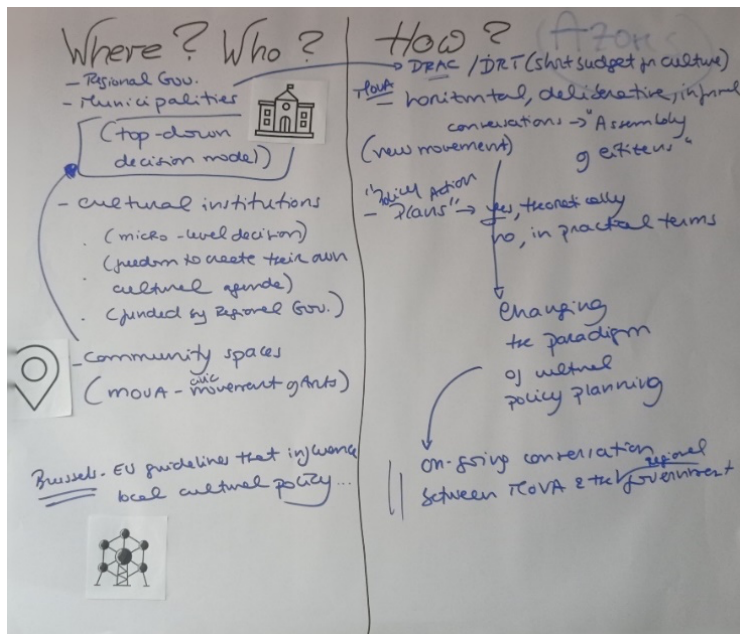 Where? Who?
- Regional Gov.
- Municipalities
(top-down
decision model)
- cultural institutions
. (micro-level decision)
. (freedom to create their own
cultural agenda)
. (funded by Regional Gov.)
- community spaces
(MOVA - civic movement of Arts)
Brussels - EU guidelines that influence
local cultural policy...
How?
Azores
DRAC / DRT (short budget for culture)
MOVA - horizontal, deliberative, informal
conversations → "Assembly
of citizens"
(new movement)
- "Policy Action
Plans" → yes, theoretically
no, in practical terms
Changing
the paradigm
of cultural
policy planning
on-going conversation
between MOVA & the regional government